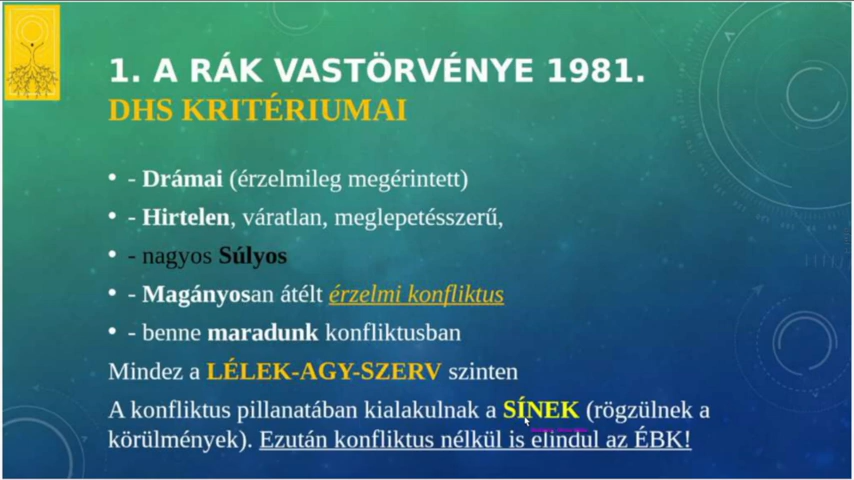 1. A RÁK VASTÖRVÉNYE 1981.
DHS KRITÉRIUMAI
• - Drámai (érzelmileg megérintett)
• - Hirtelen, váratlan, meglepetésszerű,
• - nagyos Súlyos
• - Magányosan átélt érzelmi konfliktus
• - benne maradunk konfliktusban
Mindez a LÉLEK-AGY-SZERV szinten
A konfliktus pillanatában kialakulnak a SÍNEK (rögzülnek a
körülmények). Ezután konfliktus nélkül is elindul az ÉBK!